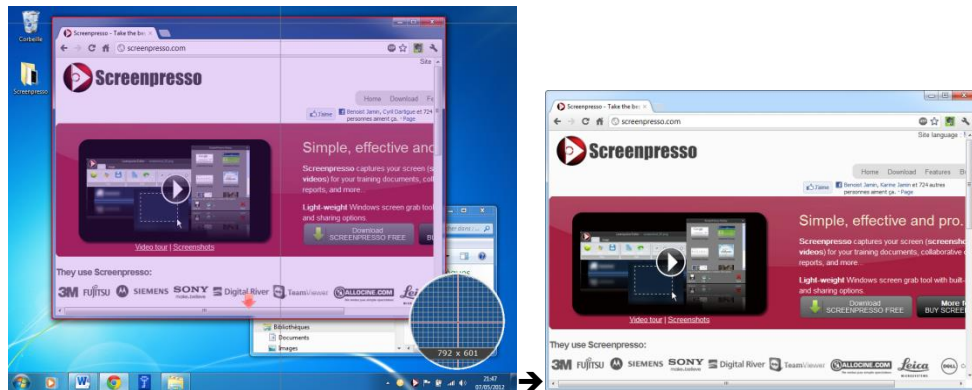 Corbeille
Screenpresso
Screenpresso - Take the be
screenpresso.com
Site
Screenpresso
Home Download
J'aime
Benoist Jamin, Cyril Dartigue et 724
personnes aiment ça. · Page
Simple, effective and
Screenpresso captures your screen
videos) for your training documents,
reports, and more.
Light-weight Windows screen grab tool
and sharing options.
Download
SCREENPRESSO FREE
Video tour | Screenshots
They use Screenpresso:
3M FUJITSU SIEMENS SONY Digital River TeamViewer ALLOCINE.COM
make.believe
Bibliothèques
Documents
Images
792 x 601
21:47
07/05/2012
Screenpresso - Take the be
screenpresso.com
Site language :
Screenpresso
Home Download Features
J'aime
Benoist Jamin, Karine Jamin et 724 autres
personnes aiment ça. · Page
Simple, effective and pro.
Screenpresso captures your screen
videos) for your training documents, collaborative
reports, and more.
Light-weight Windows screen grab tool with built-
and sharing options.
Download
SCREENPRESSO FREE
More
BUY SCREEN
Video tour | Screenshots
They use Screenpresso:
3M FUJITSU SIEMENS SONY Digital River TeamViewer ALLOCINE.COM Leica DELL
make.believe